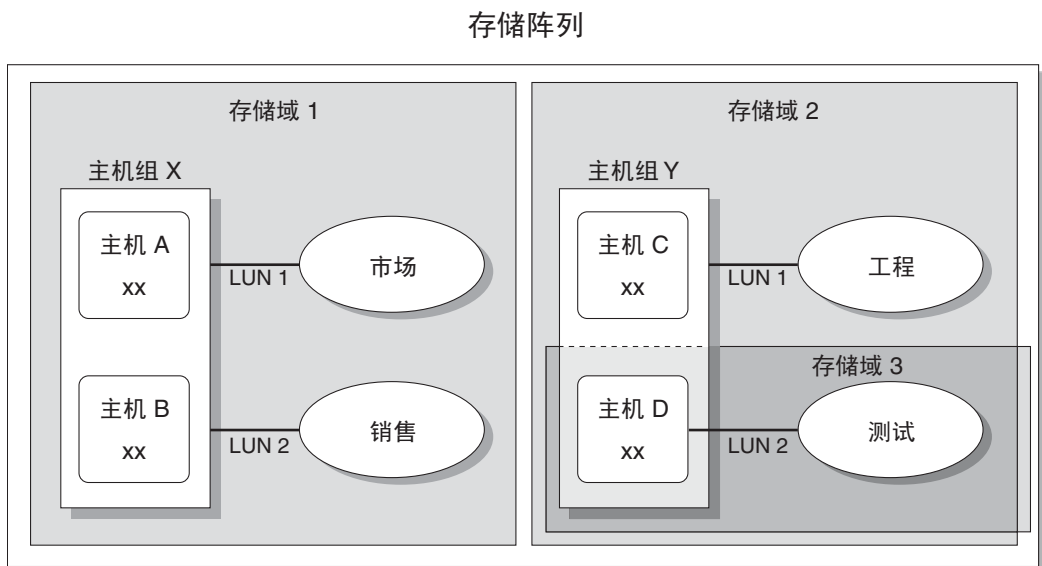 存储阵列
存储域 1
主机组 X
主机 A
xx
LUN 1
市场
主机 B
xx
LUN 2
销售
存储域 2
主机组 Y
主机 C
xx
LUN 1
工程
存储域 3
主机 D
xx
LUN 2
测试